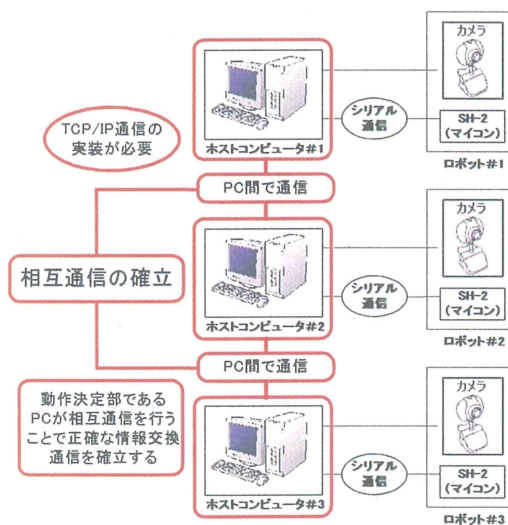 カメラ
シリアル
通信
SH-2
(マイコン)
ホストコンピュータ#1
ロボット#1
TCP/IP通信の
実装が必要
PC間で通信
カメラ
シリアル
通信
SH-2
(マイコン)
ホストコンピュータ#2
ロボット#2
相互通信の確立
PC間で通信
動作決定部である
PCが相互通信を行う
ことで正確な情報交換
通信を確立する
カメラ
シリアル
通信
SH-2
(マイコン)
ホストコンピュータ#3
ロボット#3